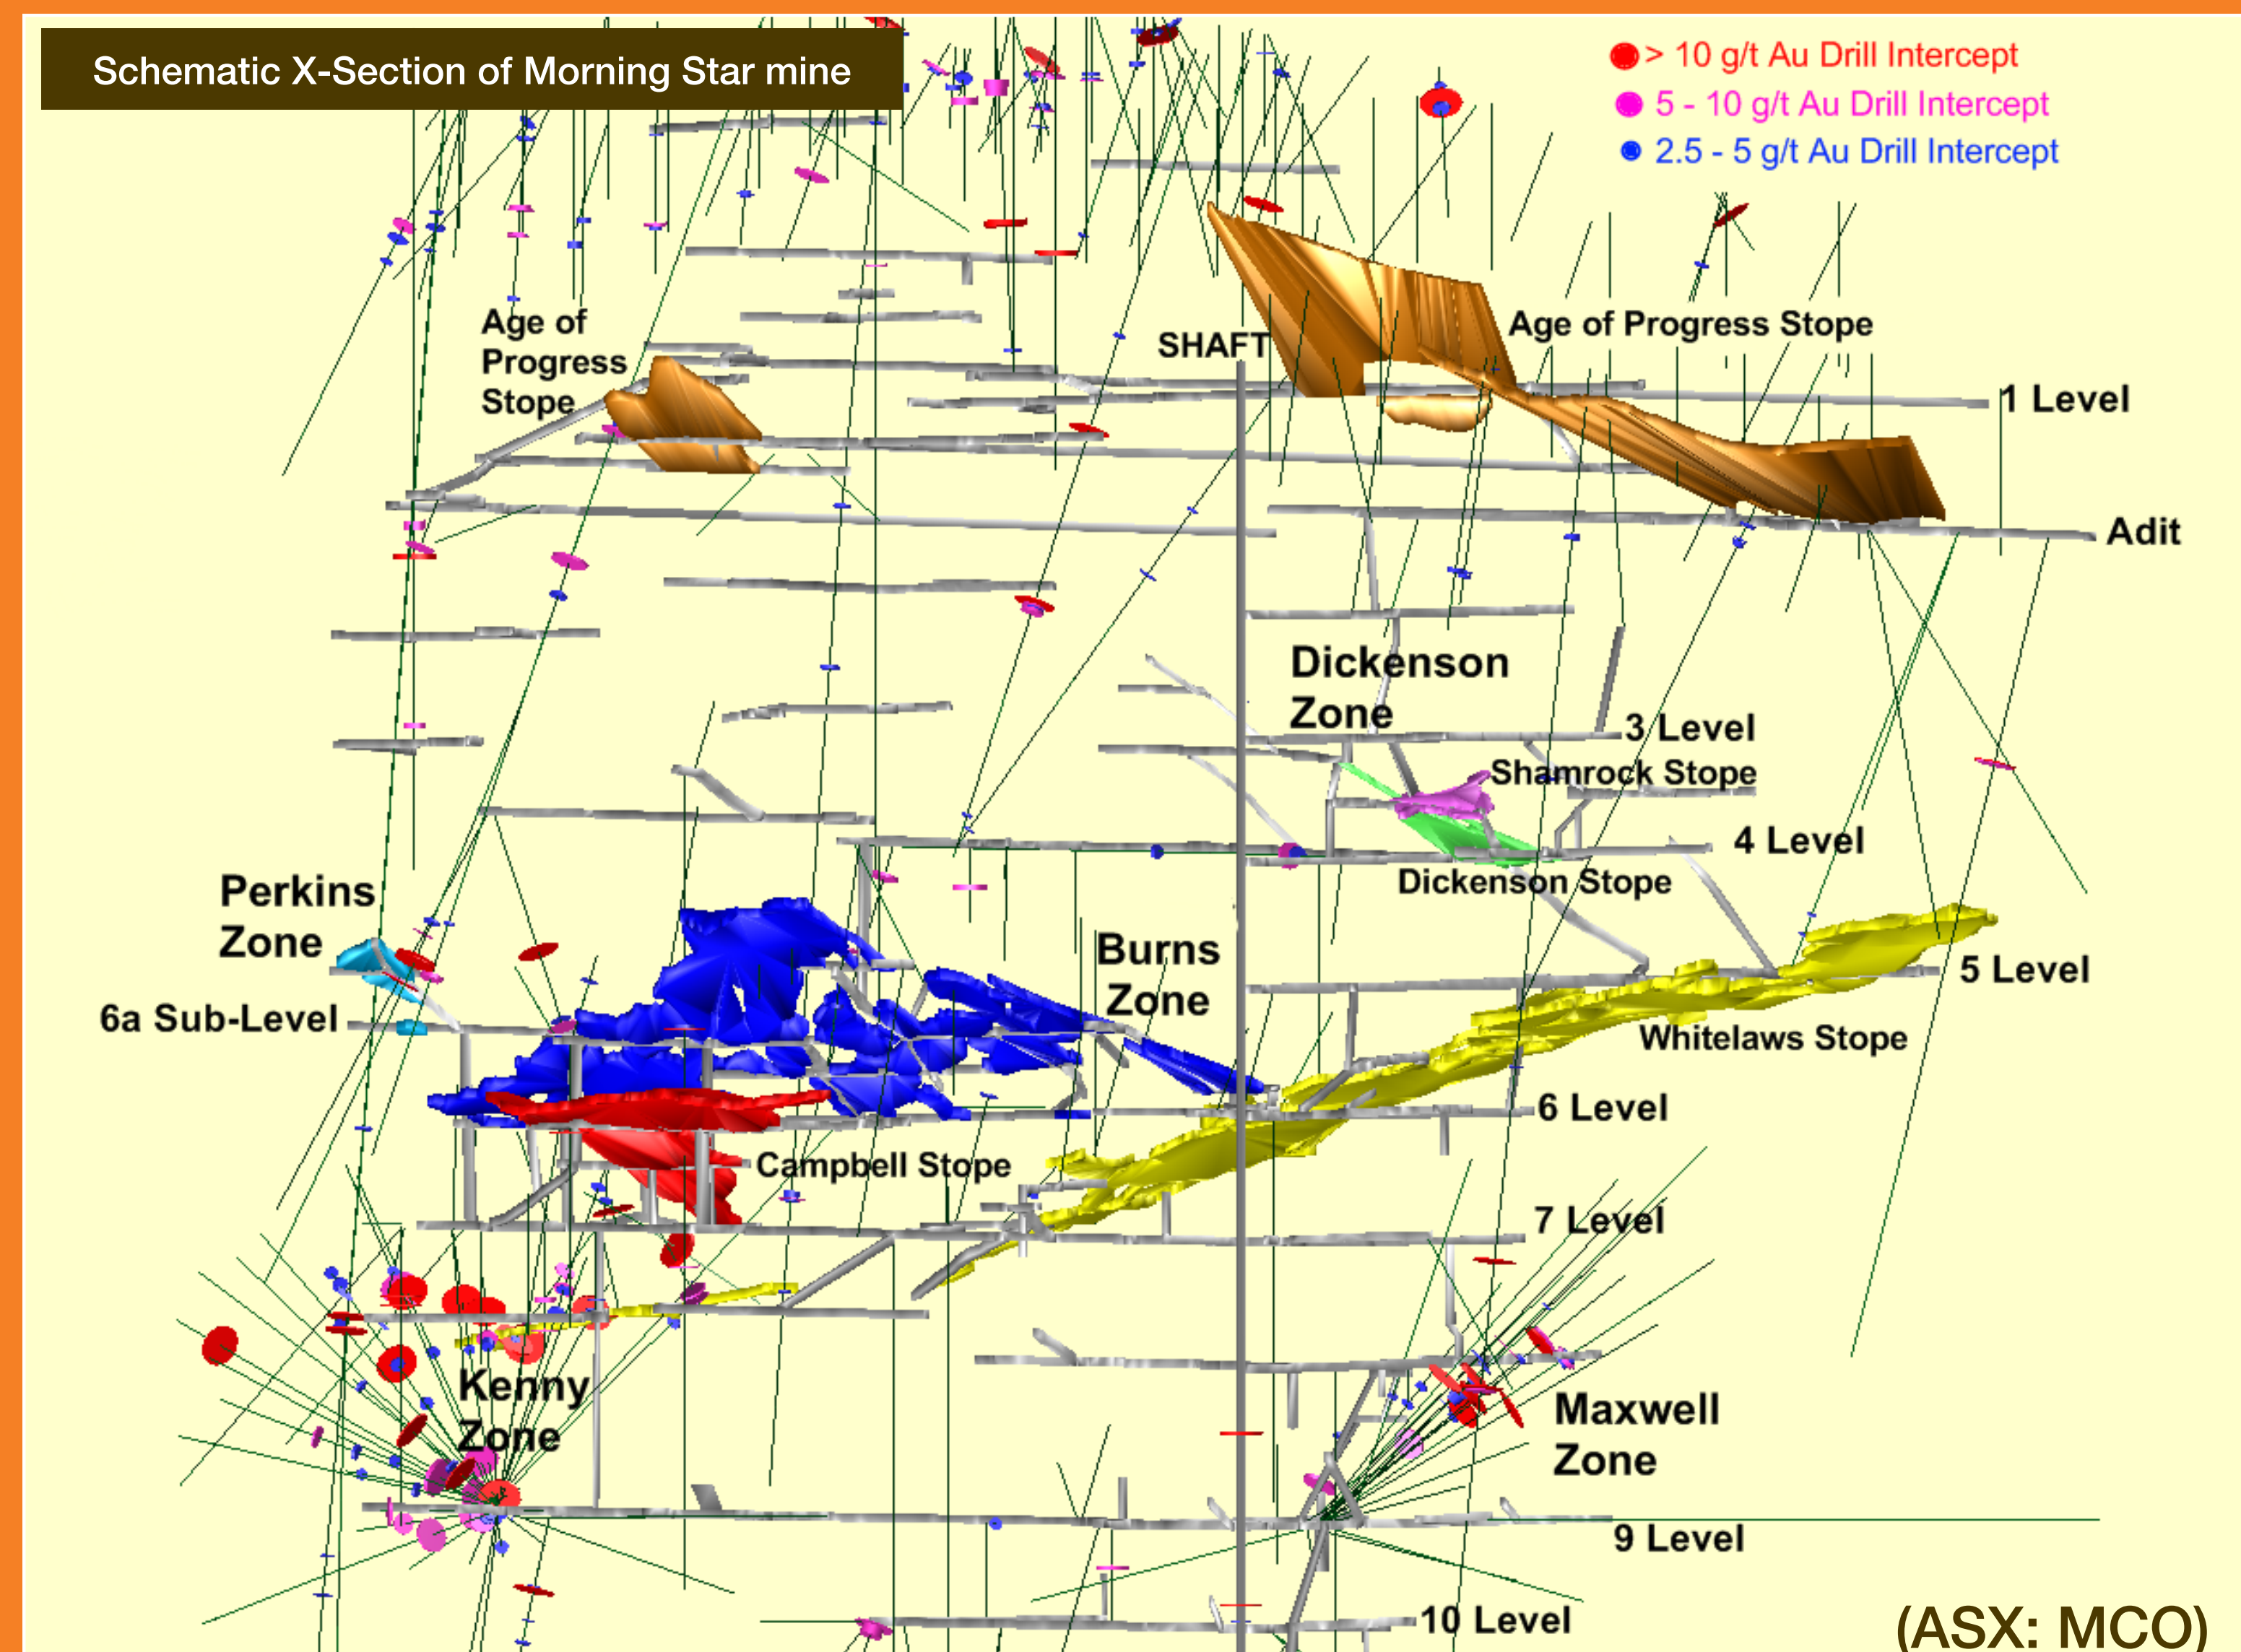 Schematic X-Section of Morning Star mine
> 10 g/t Au Drill Intercept
5 - 10 g/t Au Drill Intercept
2.5 - 5 g/t Au Drill Intercept
Age of
Progress
Stope
SHAFT
Age of Progress Stope
1 Level
Adit
Dickenson
Zone
3 Level
Shamrock Stope
4 Level
Dickenson Stope
Perkins
Zone
Burns
Zone
5 Level
6a Sub-Level
Whitelaws Stope
6 Level
Campbell Stope
7 Level
Kenny
Zone
Maxwell
Zone
9 Level
10 Level
(ASX: MCO)